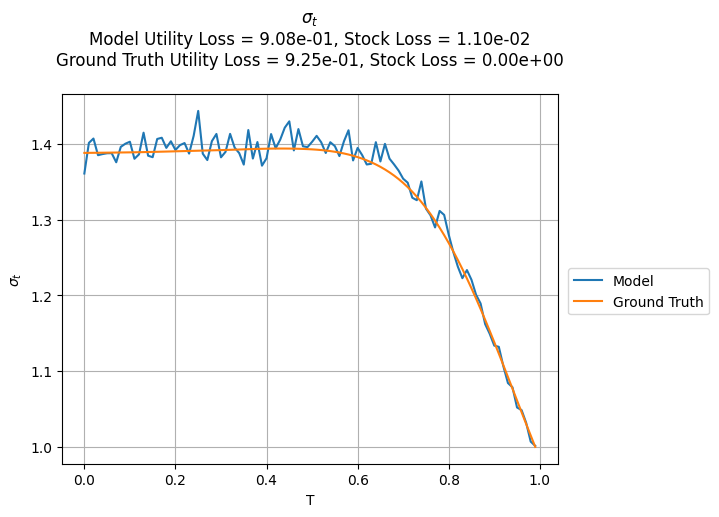 σt
Model Utility Loss = 9.08e-01, Stock Loss = 1.10e-02
Ground Truth Utility Loss = 9.25e-01, Stock Loss = 0.00e+00
1.4
1.3
1.2
1.1
1.0
σt
0.0 0.2 0.4 0.6 0.8 1.0
T
Model
Ground Truth